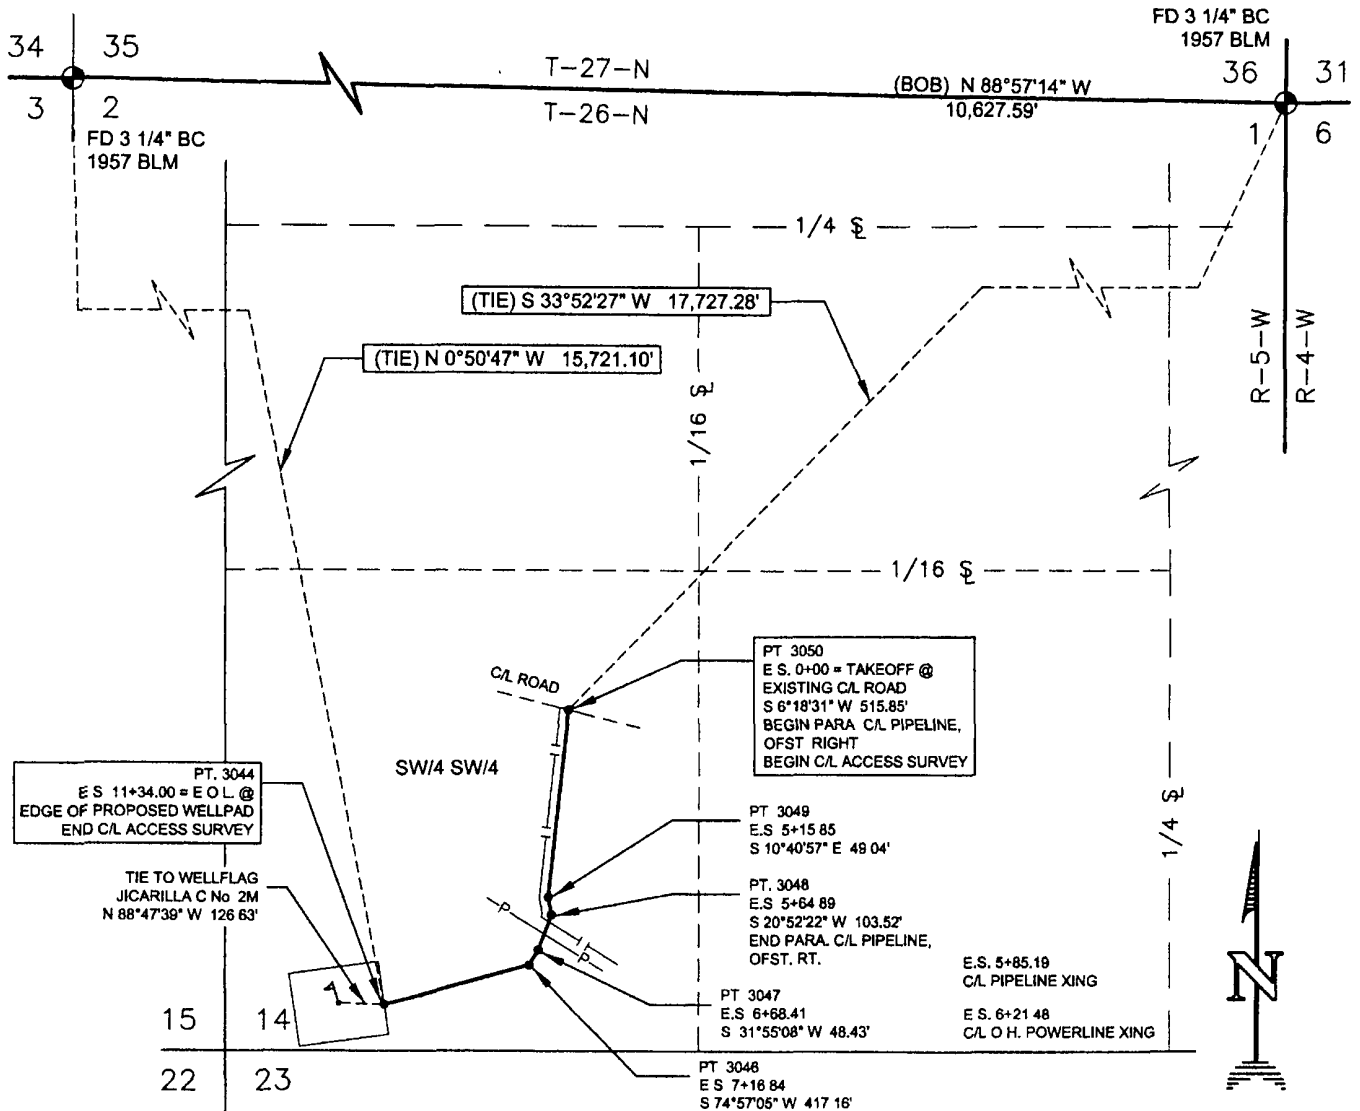 FD 3 1/4" BC
1957 BLM
34 35
36 31
T-27-N
T-26-N
(BOB) N 88°57'14" W
10,627.59'
3 2
1 6
FD 3 1/4" BC
1957 BLM
1/4
(TIE) S 33°52'27" W 17,727.28'
(TIE) N 0°50'47" W 15,721.10'
R-5-W
R-4-W
1/16
1/16
C/L ROAD
PT 3050
E S. 0+00 = TAKEOFF @
EXISTING C/L ROAD
S 6°18'31" W 515.85'
BEGIN PARA C/L PIPELINE,
OFST RIGHT
BEGIN C/L ACCESS SURVEY
SW/4 SW/4
PT. 3044
E S 11+34.00 = E O L @
EDGE OF PROPOSED WELLPAD
END C/L ACCESS SURVEY
PT 3049
E.S 5+15 85
S 10°40'57" E 49 04'
1/4
TIE TO WELLFLAG
JICARILLA C No 2M
N 88°47'39" W 126 63'
PT. 3048
E.S 5+64 89
S 20°52'22" W 103.52'
END PARA. C/L PIPELINE,
OFST. RT.
P
P
E.S. 5+85.19
C/L PIPELINE XING
E S. 6+21 48
C/L O H. POWERLINE XING
PT 3047
E.S 6+68.41
S 31°55'08" W 48.43'
N
15 14
22 23
PT 3046
E S 7+16 84
S 74°57'05" W 417 16'